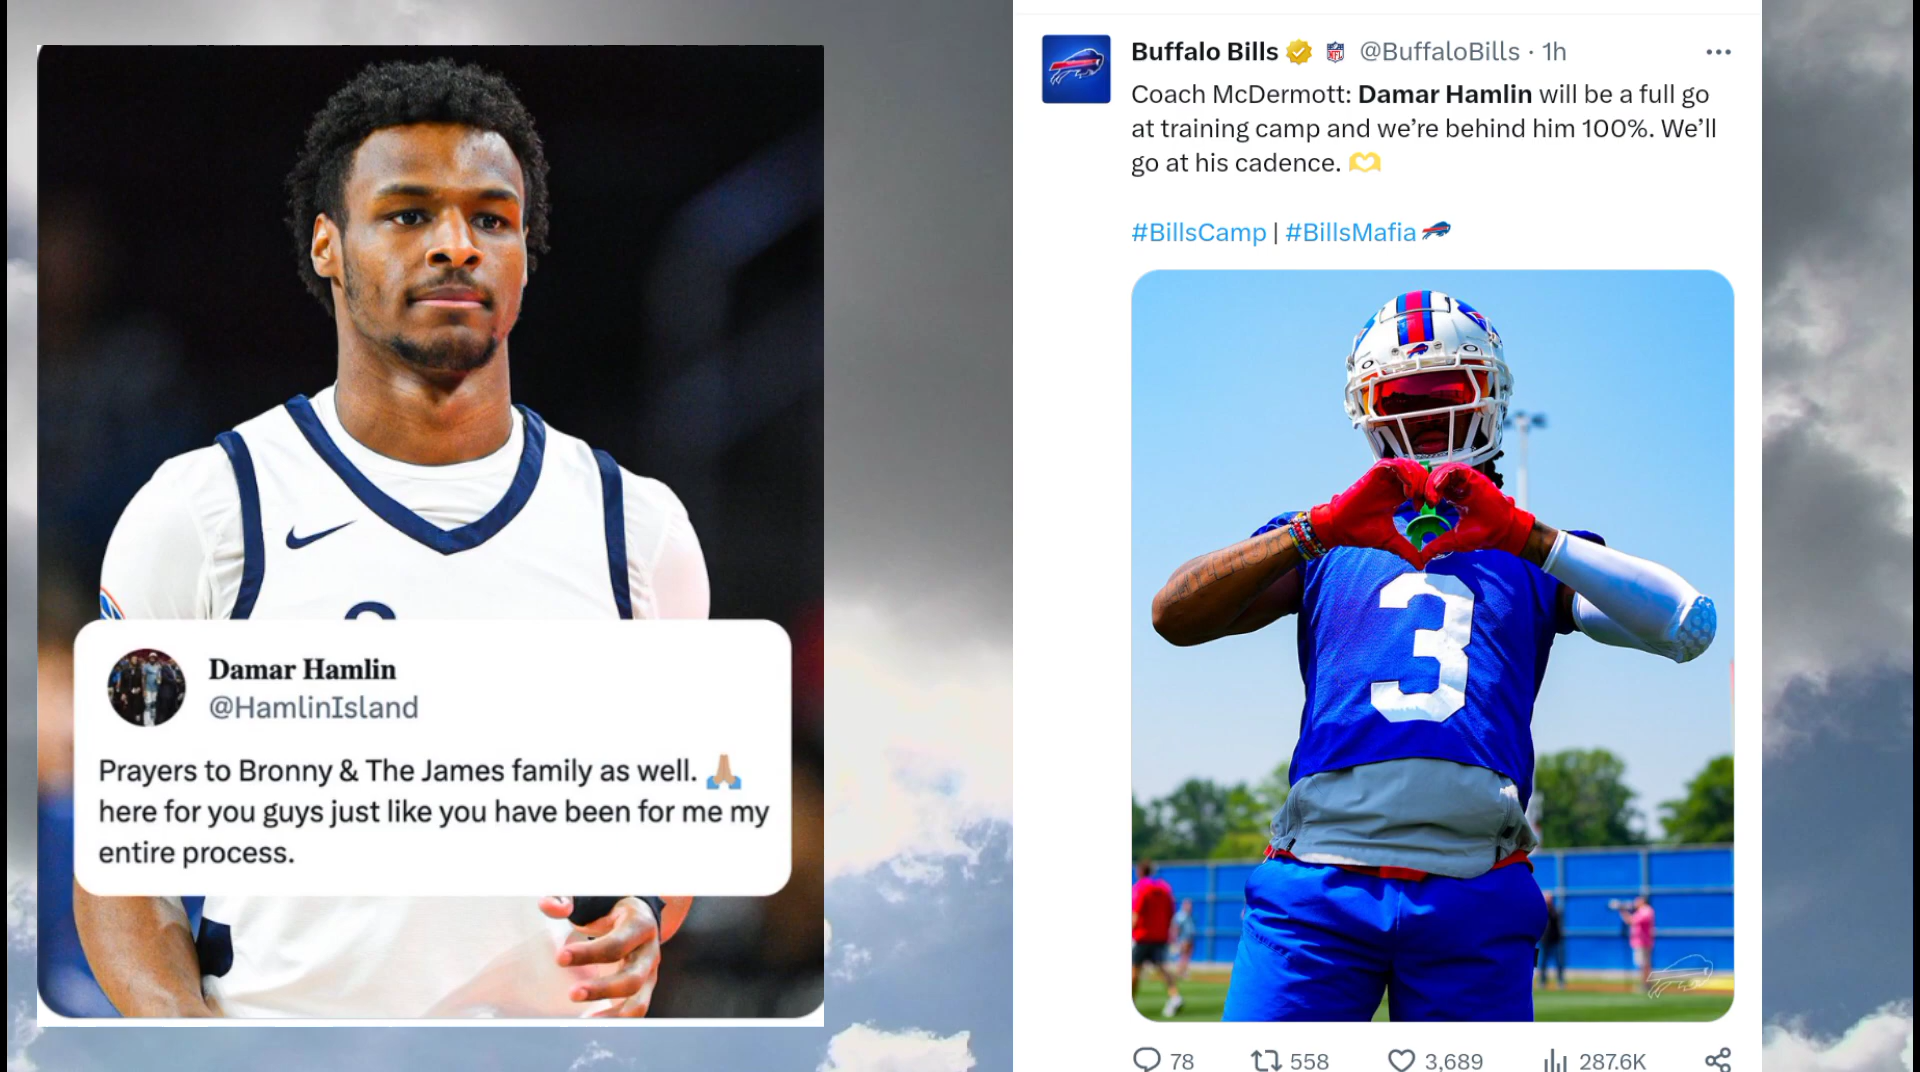 Damar Hamlin
@HamlinIsland
Prayers to Bronny & The James family as well. 🙏🏽
here for you guys just like you have been for me my
entire process.
Buffalo Bills @BuffaloBills · 1h
Coach McDermott: Damar Hamlin will be a full go
at training camp and we’re behind him 100%. We’ll
go at his cadence. 🫶
#BillsCamp | #BillsMafia
3
78 558 3,689 287.6K